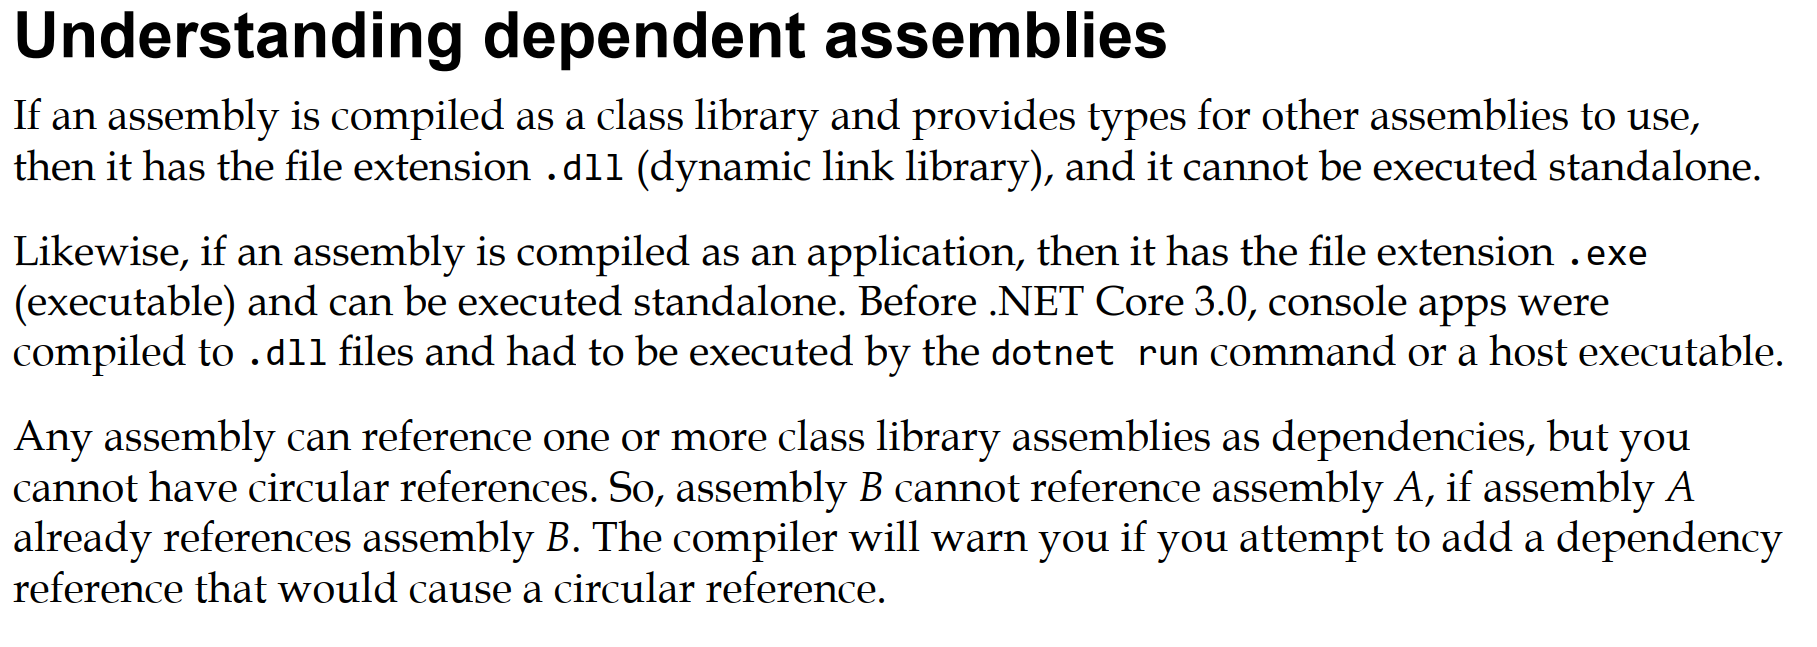 Understanding dependent assemblies
If an assembly is compiled as a class library and provides types for other assemblies to use,
then it has the file extension .dll (dynamic link library), and it cannot be executed standalone.
Likewise, if an assembly is compiled as an application, then it has the file extension .exe
(executable) and can be executed standalone. Before .NET Core 3.0, console apps were
compiled to .dll files and had to be executed by the dotnet run command or a host executable.
Any assembly can reference one or more class library assemblies as dependencies, but you
cannot have circular references. So, assembly B cannot reference assembly A, if assembly A
already references assembly B. The compiler will warn you if you attempt to add a dependency
reference that would cause a circular reference.